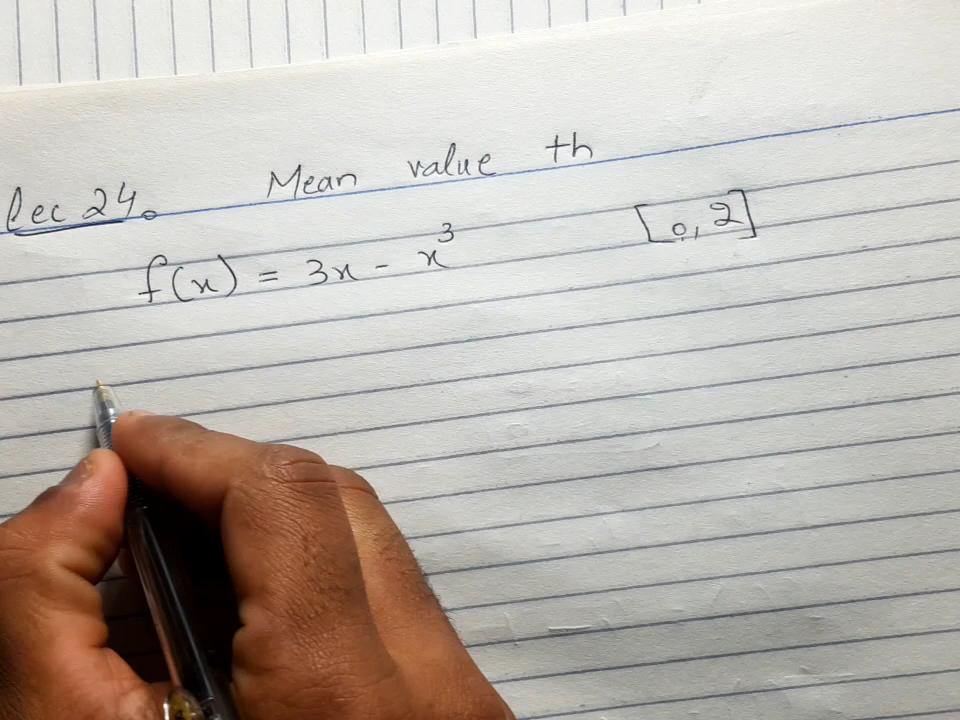 lec 24. Mean value th
f(x) = 3x - x³ [0, 2]